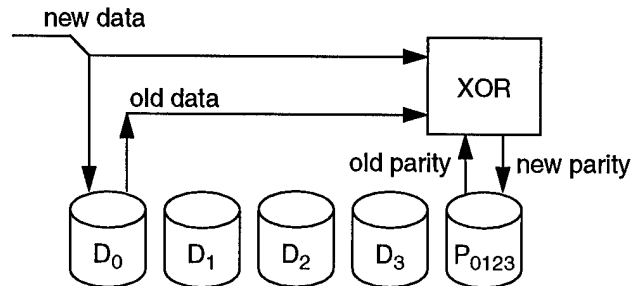 new data
old data
XOR
old parity
new parity
D₀ D₁ D₂ D₃ P₀₁₂₃